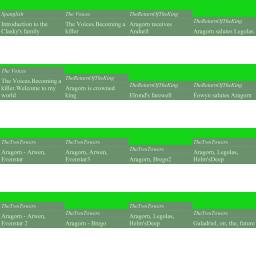 Spanglish
Introduction to the
Clasky's family
The Voices
The Voices.Becoming a
killer
TheReturnOfTheKing
Aragorn receives
Anduril
TheReturnOfTheKing
Aragorn salutes Legolas
The Voices
The Voices.Becoming a
killer.Welcome to my
world
TheReturnOfTheKing
Aragorn is crowned
king
TheReturnOfTheKing
Elrond's farewell
TheReturnOfTheKing
Eowyn salutes Aragorn
TheTwoTowers
Aragorn - Arwen,
Evenstar
TheTwoTowers
Aragorn, Arwen,
Evenstar3
TheTwoTowers
Aragorn, Brego2
TheTwoTowers
Aragorn, Legolas,
Helm'sDeep
TheTwoTowers
Aragorn - Arwen,
Evenstar 2
TheTwoTowers
Aragorn - Brego
TheTwoTowers
Aragorn, Legolas,
Helm'sDeep
TheTwoTowers
Galadriel, on, the, future